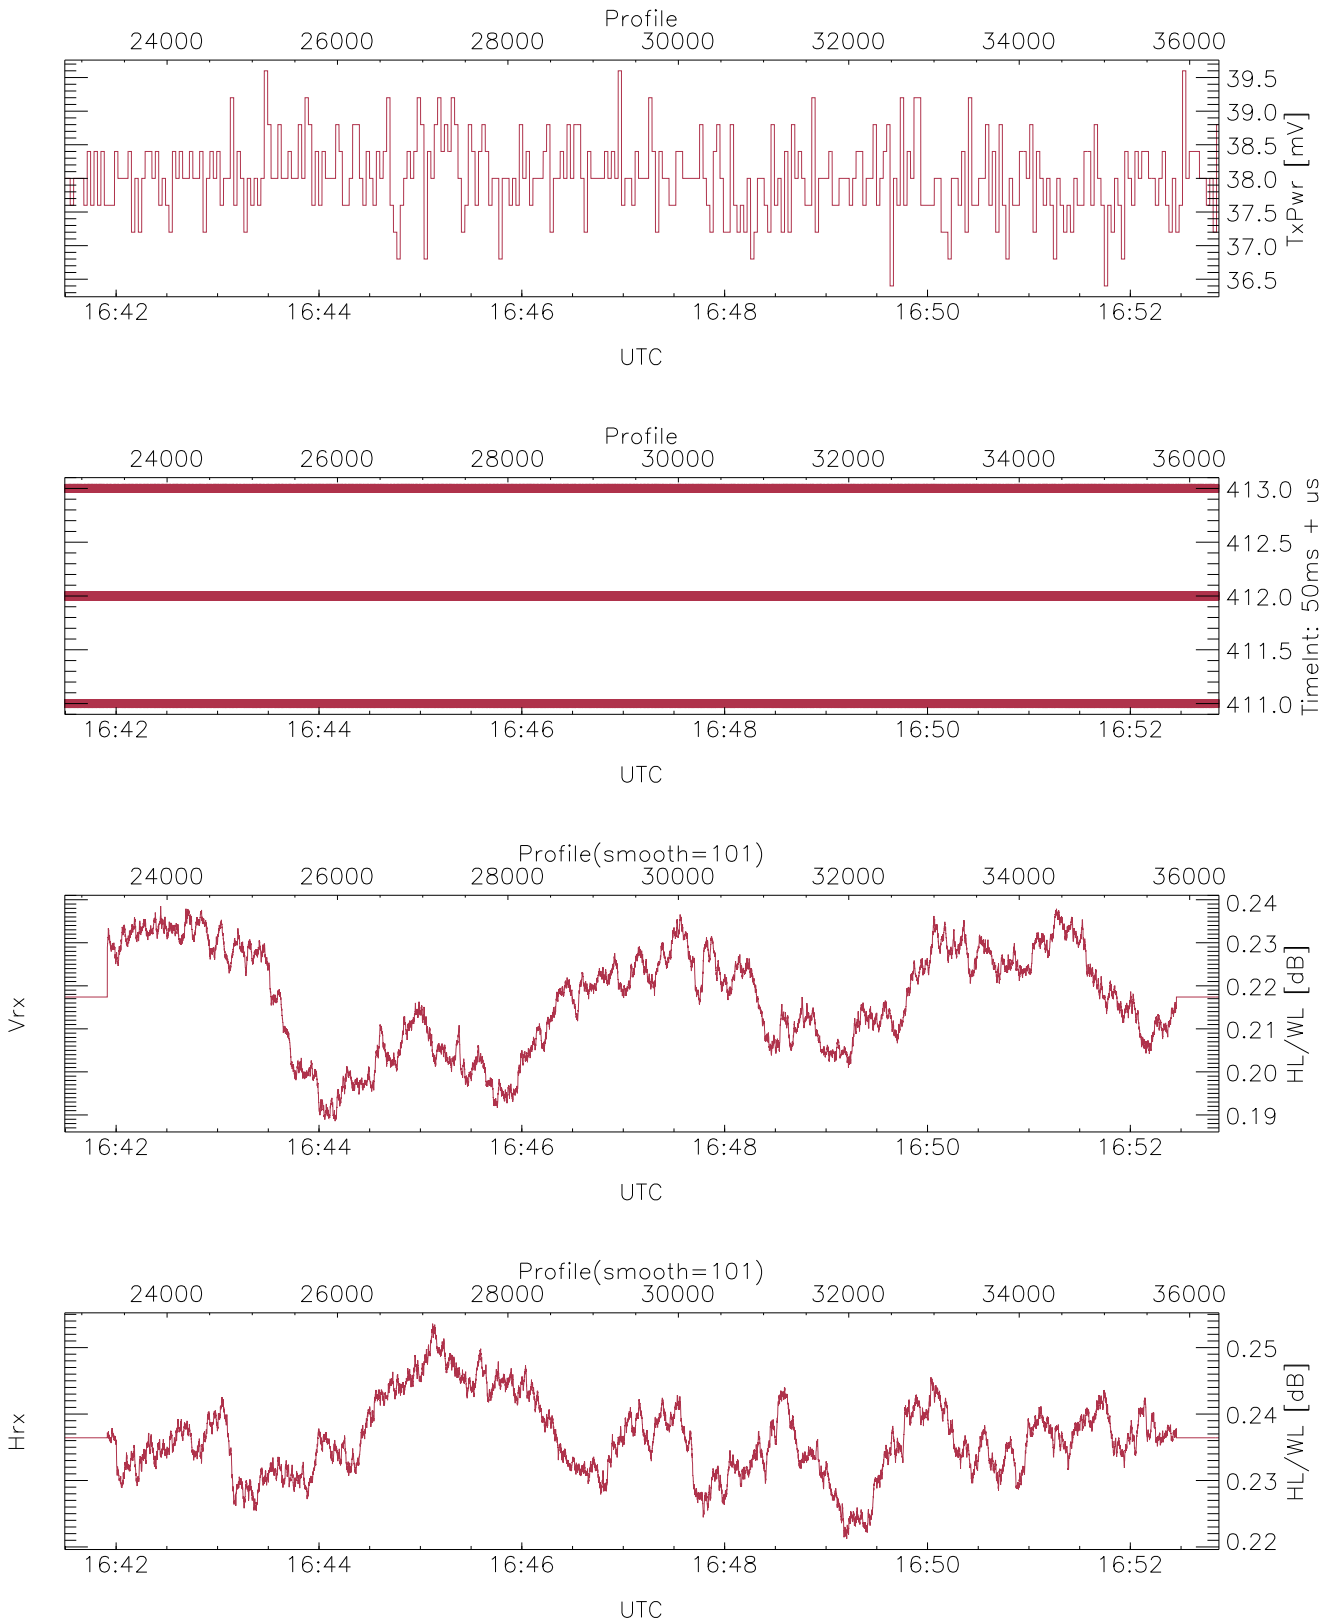 Profile
24000 26000 28000 30000 32000 34000 36000
39.5
39.0
38.5
38.0
37.5
37.0
36.5
TxPwr [mV]
16:42 16:44 16:46 16:48 16:50 16:52
UTC
Profile
24000 26000 28000 30000 32000 34000 36000
413.0
412.5
412.0
411.5
411.0
TimeInt: 50ms + us
16:42 16:44 16:46 16:48 16:50 16:52
UTC
Profile(smooth=101)
24000 26000 28000 30000 32000 34000 36000
Vrx
0.24
0.23
0.22
0.21
0.20
0.19
HL/WL [dB]
16:42 16:44 16:46 16:48 16:50 16:52
UTC
Profile(smooth=101)
24000 26000 28000 30000 32000 34000 36000
Hrx
0.25
0.24
0.23
0.22
HL/WL [dB]
16:42 16:44 16:46 16:48 16:50 16:52
UTC